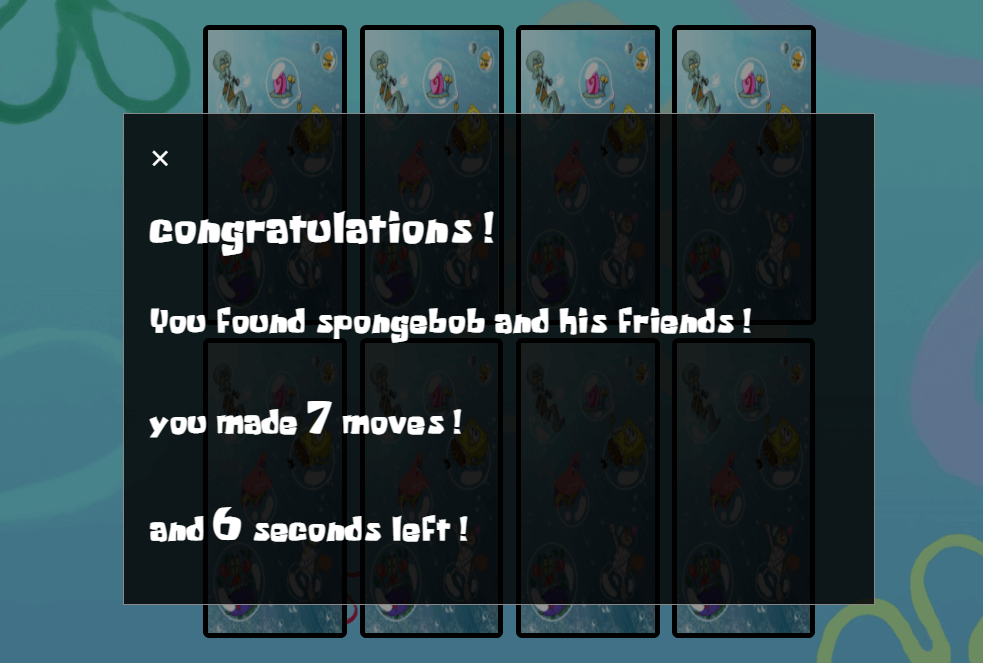 ×
congratulations!
You found spongebob and his friends!
you made 7 moves!
and 6 seconds left!